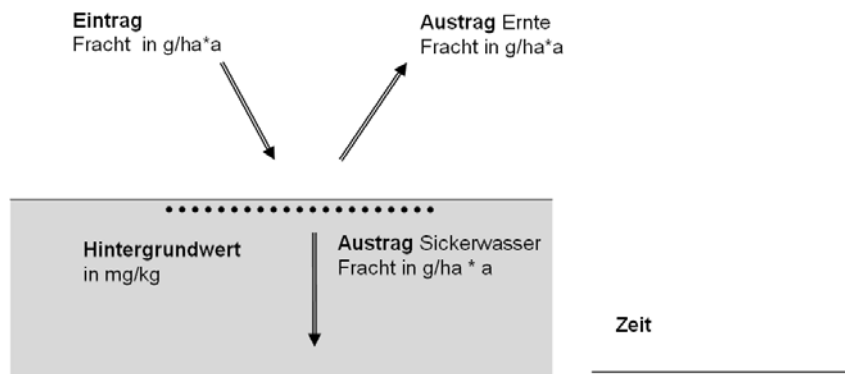 Eintrag
Fracht in g/ha*a
Austrag Ernte
Fracht in g/ha*a
Hintergrundwert
in mg/kg
Austrag Sickerwasser
Fracht in g/ha * a
Zeit